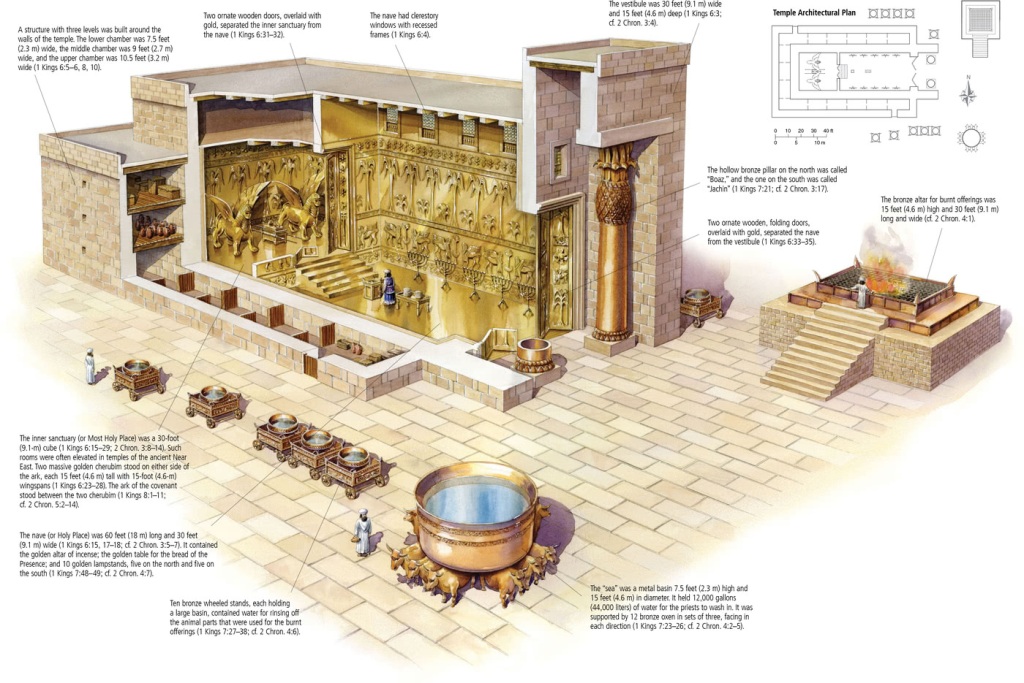 A structure with three levels was built around the
walls of the temple. The lower chamber was 7.5 feet
(2.3 m) wide, the middle chamber was 9 feet (2.7 m)
wide, and the upper chamber was 10.5 feet (3.2 m)
wide (1 Kings 6:5–6, 8, 10).
Two ornate wooden doors, overlaid with
gold, separated the inner sanctuary from
the nave (1 Kings 6:31–32).
The nave had clerestory
windows with recessed
frames (1 Kings 6:4).
The vestibule was 30 feet (9.1 m) wide
and 15 feet (4.6 m) deep (1 Kings 6:3;
cf. 2 Chron. 3:4).
Temple Architectural Plan
N
0 10 20 30 40 ft
0 5 10 m
The hollow bronze pillar on the north was called
“Boaz,” and the one on the south was called
“Jachin” (1 Kings 7:21; cf. 2 Chron. 3:17).
Two ornate wooden, folding doors,
overlaid with gold, separated the nave
from the vestibule (1 Kings 6:33–35).
The bronze altar for burnt offerings was
15 feet (4.6 m) high and 30 feet (9.1 m)
long and wide (cf. 2 Chron. 4:1).
The inner sanctuary (or Most Holy Place) was a 30-foot
(9.1-m) cube (1 Kings 6:15–29; 2 Chron. 3:8–14). Such
rooms were often elevated in temples of the ancient Near
East. Two massive golden cherubim stood on either side of
the ark, each 15 feet (4.6 m) tall with 15-foot (4.6-m)
wingspans (1 Kings 6:23–28). The ark of the covenant
stood between the two cherubim (1 Kings 8:1–11;
cf. 2 Chron. 5:2–14).
The nave (or Holy Place) was 60 feet (18 m) long and 30 feet
(9.1 m) wide (1 Kings 6:15, 17–18; cf. 2 Chron. 3:5–7). It contained
the golden altar of incense; the golden table for the bread of the
Presence; and 10 golden lampstands, five on the north and five on
the south (1 Kings 7:48–49; cf. 2 Chron. 4:7).
Ten bronze wheeled stands, each holding
a large basin, contained water for rinsing off
the animal parts that were used for the burnt
offerings (1 Kings 7:27–38; cf. 2 Chron. 4:6).
The “sea” was a metal basin 7.5 feet (2.3 m) high and
15 feet (4.6 m) in diameter. It held 12,000 gallons
(44,000 liters) of water for the priests to wash in. It was
supported by 12 bronze oxen in sets of three, facing in
each direction (1 Kings 7:23–26; cf. 2 Chron. 4:2–5).